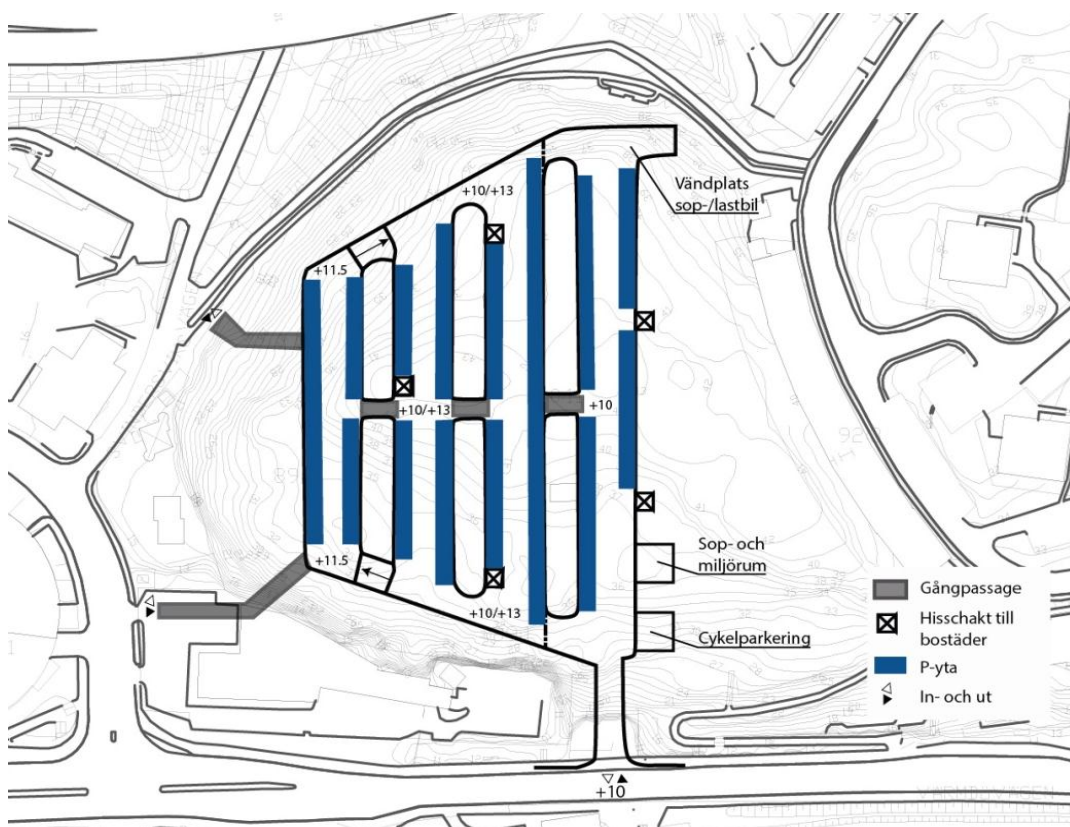 +10/+13
Vändplats
sop-/lastbil
+11.5
+10/+13
+10
+11.5
Sop- och
miljörum
+10/+13
Cykelparkering
Gångpassage
Hisschakt till
bostäder
P-yta
In- och ut
+10
VÄRMDÖVÄGEN